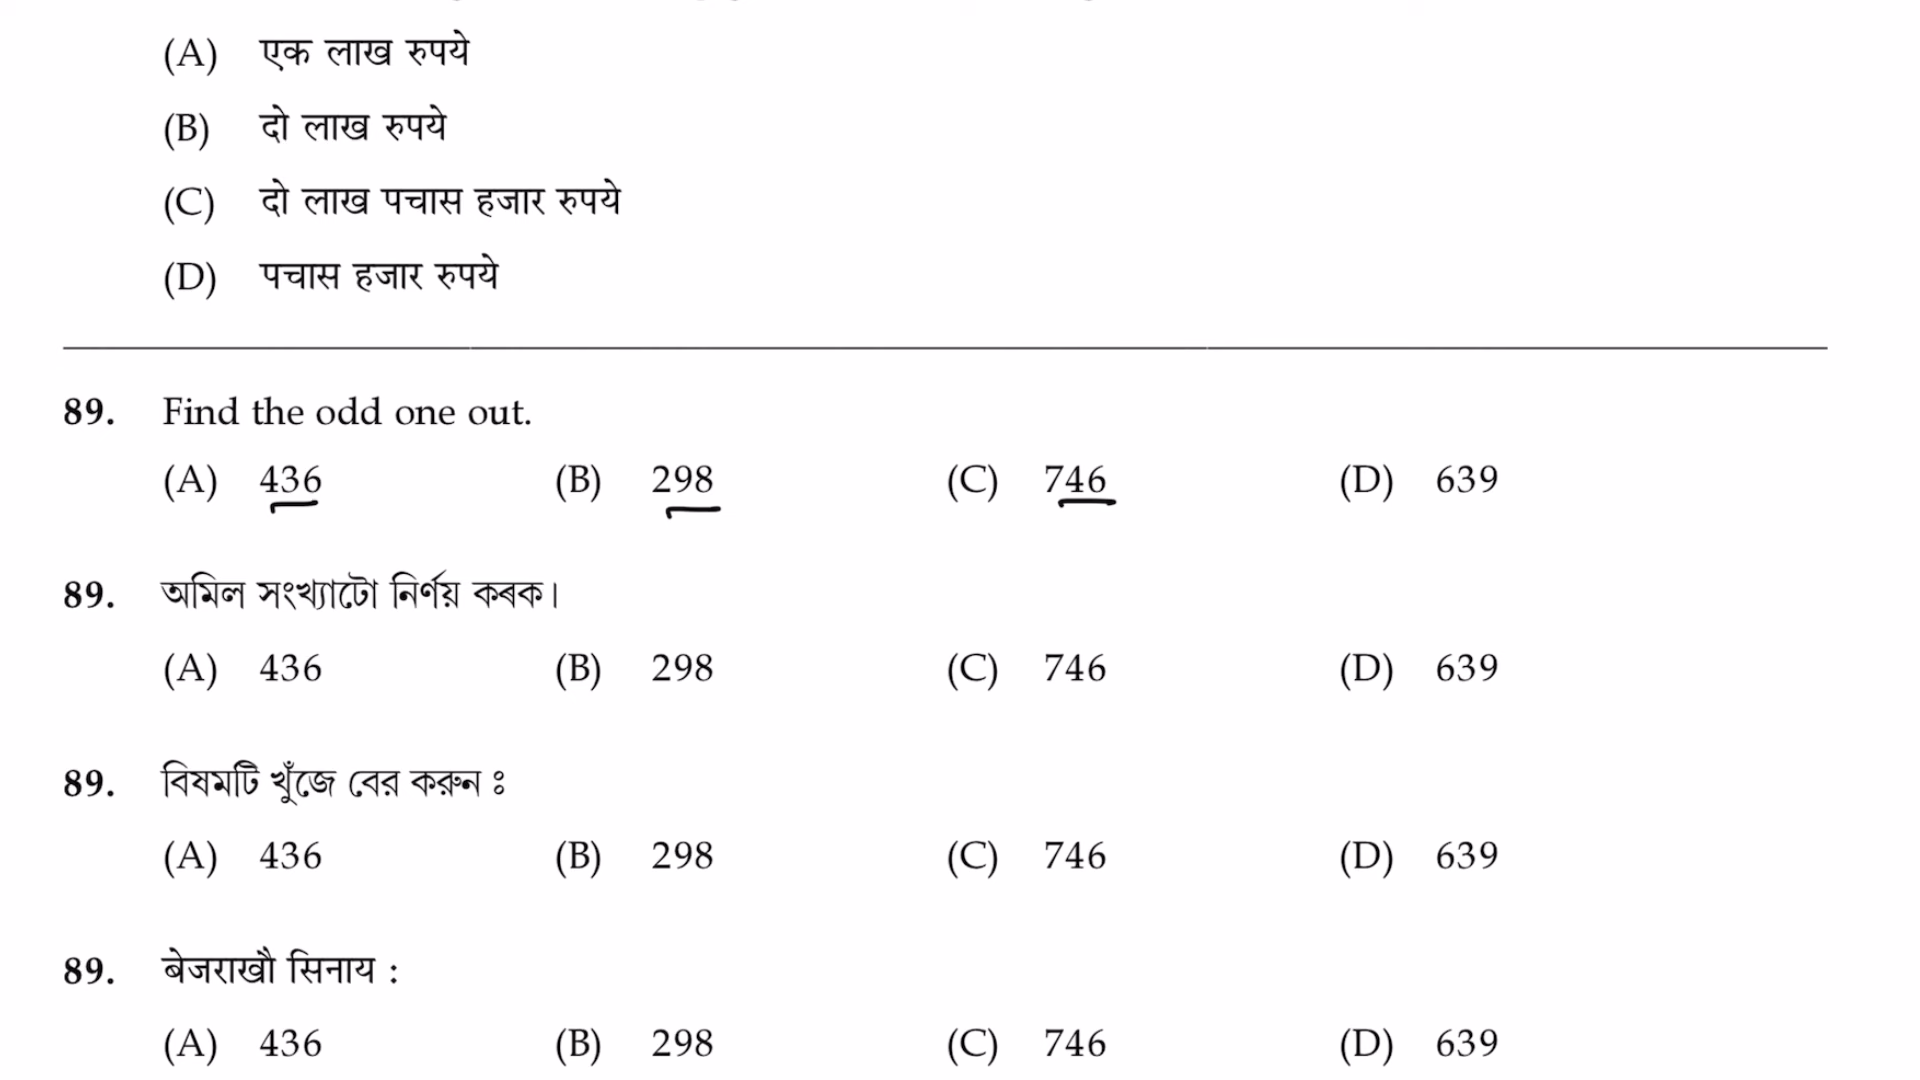 (A) एक लाख रुपये
(B) दो लाख रुपये
(C) दो लाख पचास हजार रुपये
(D) पचास हजार रुपये
89. Find the odd one out.
(A) 436 (B) 298 (C) 746 (D) 639
89. অমিল সংখ্যাটো নিৰ্ণয় কৰক।
(A) 436 (B) 298 (C) 746 (D) 639
89. বিষমটি খুঁজে বের করুন ঃ
(A) 436 (B) 298 (C) 746 (D) 639
89. बेजराखौ सिनाय :
(A) 436 (B) 298 (C) 746 (D) 639